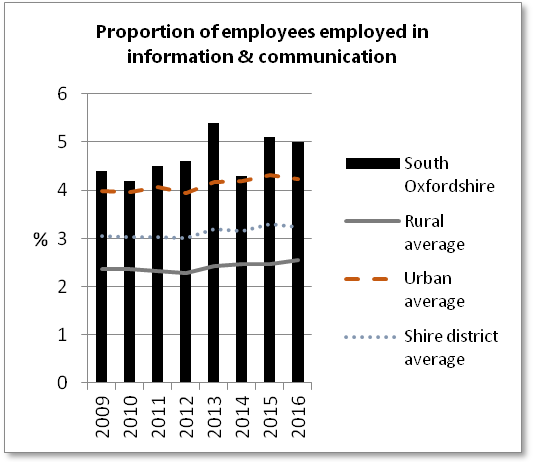 Proportion of employees employed in
information & communication
6
5
4
3
2
1
0
%
2009
2010
2011
2012
2013
2014
2015
2016
South
Oxfordshire
Rural
average
Urban
average
Shire district
average